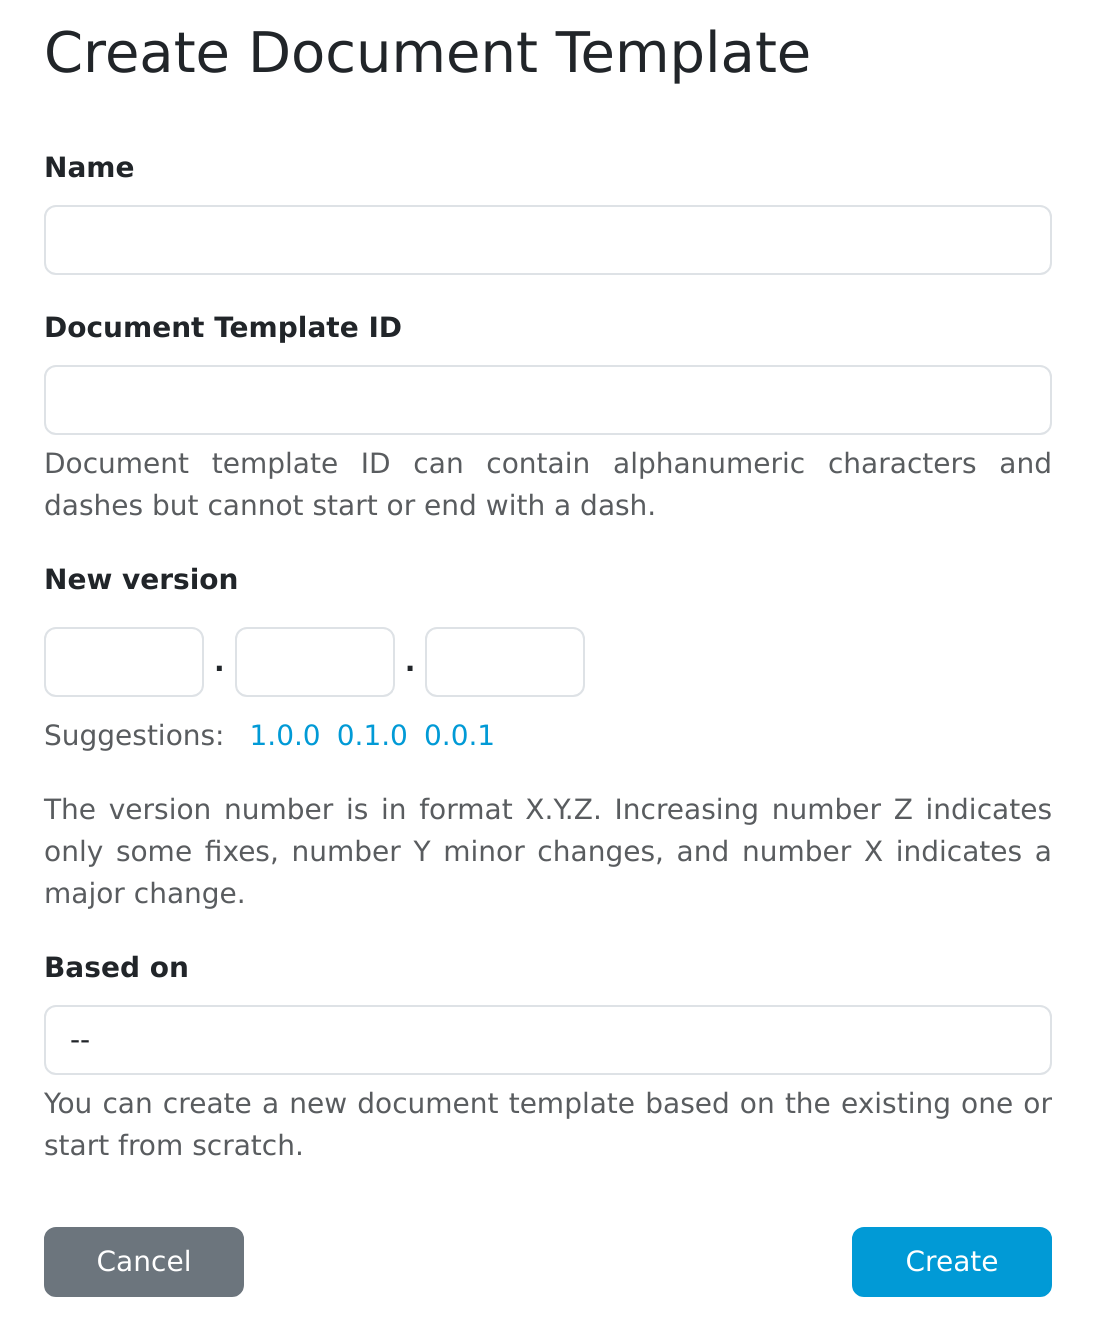 Create Document Template
Name
Document Template ID
Document template ID can contain alphanumeric characters and
dashes but cannot start or end with a dash.
New version
. .
Suggestions: 1.0.0 0.1.0 0.0.1
The version number is in format X.Y.Z. Increasing number Z indicates
only some fixes, number Y minor changes, and number X indicates a
major change.
Based on
--
You can create a new document template based on the existing one or
start from scratch.
Cancel Create